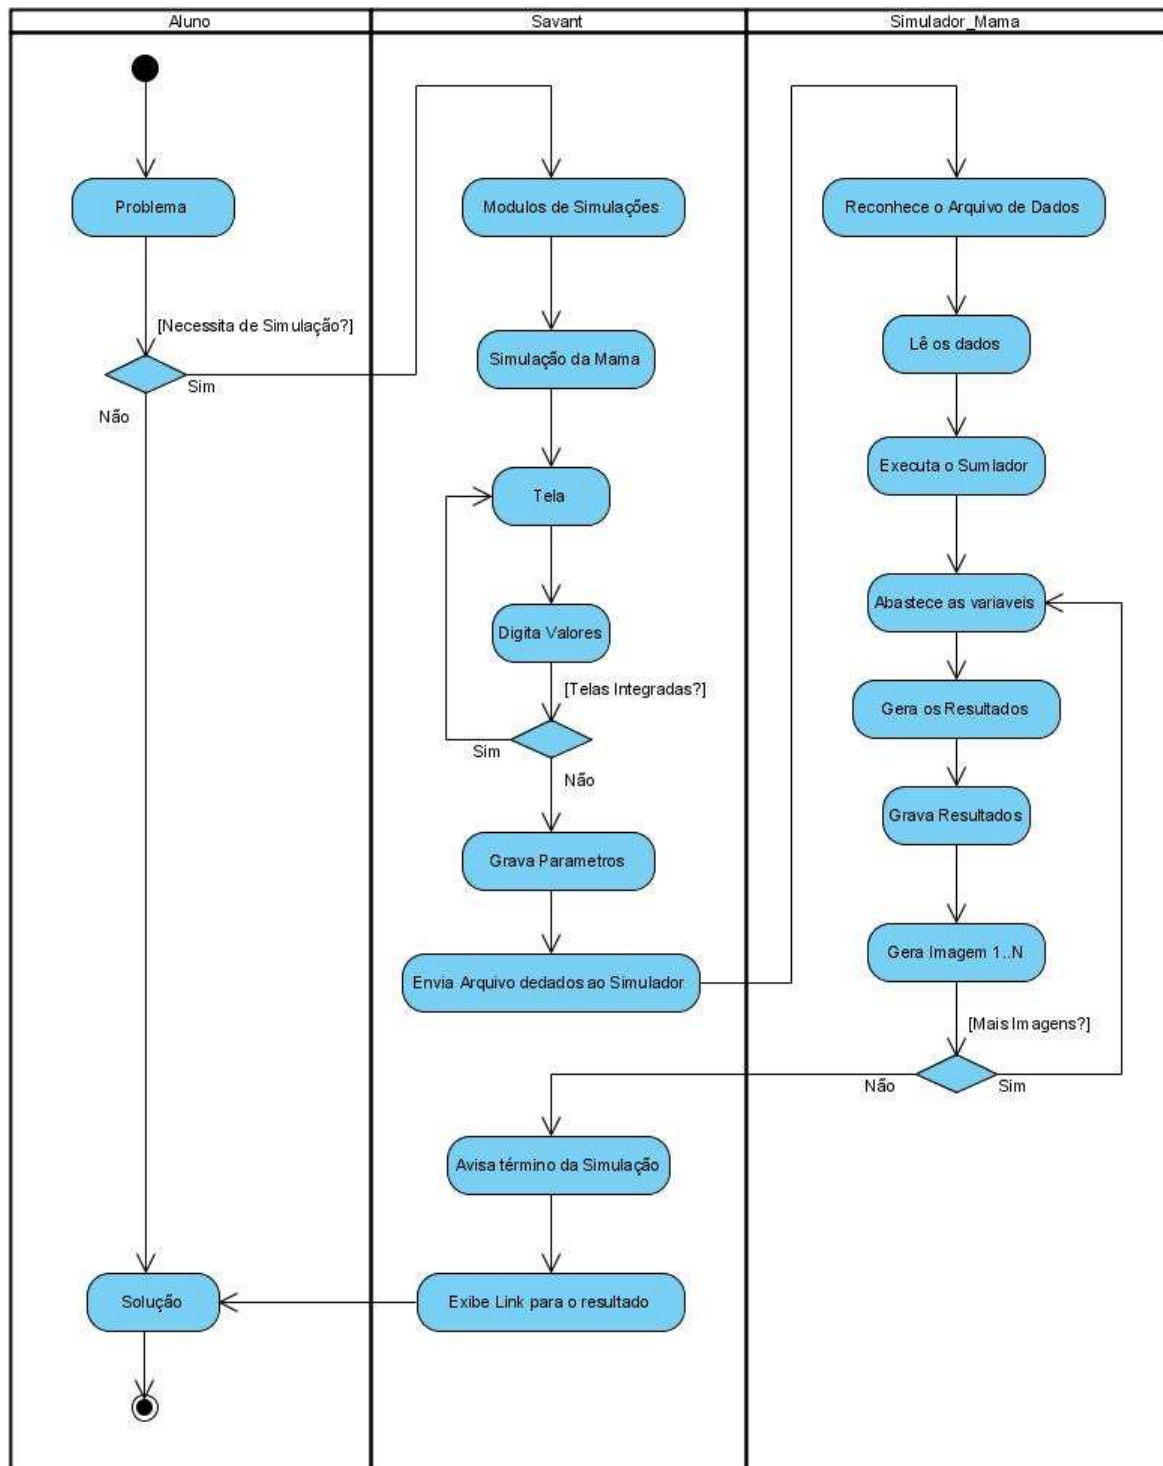 Aluno
Savant
Simulador_Mama
Problema
[Necessita de Simulação?]
Sim
Não
Solução
Modulos de Simulações
Simulação da Mama
Tela
Digita Valores
[Telas Integradas?]
Sim
Não
Grava Parametros
Envia Arquivo dedados ao Simulador
Avisa término da Simulação
Exibe Link para o resultado
Reconhece o Arquivo de Dados
Lê os dados
Executa o Sumlador
Abastece as variaveis
Gera os Resultados
Grava Resultados
Gera Imagem 1..N
[Mais Imagens?]
Não
Sim